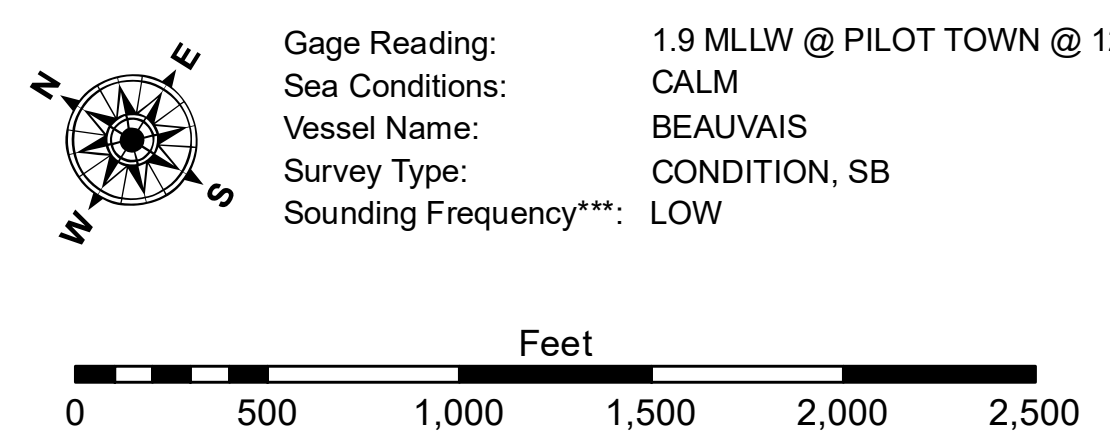 N
E
S
W
Gage Reading: 1.9 MLLW @ PILOT TOWN @ 1
Sea Conditions: CALM
Vessel Name: BEAUVAIS
Survey Type: CONDITION, SB
Sounding Frequency***: LOW
Feet
0 500 1,000 1,500 2,000 2,500